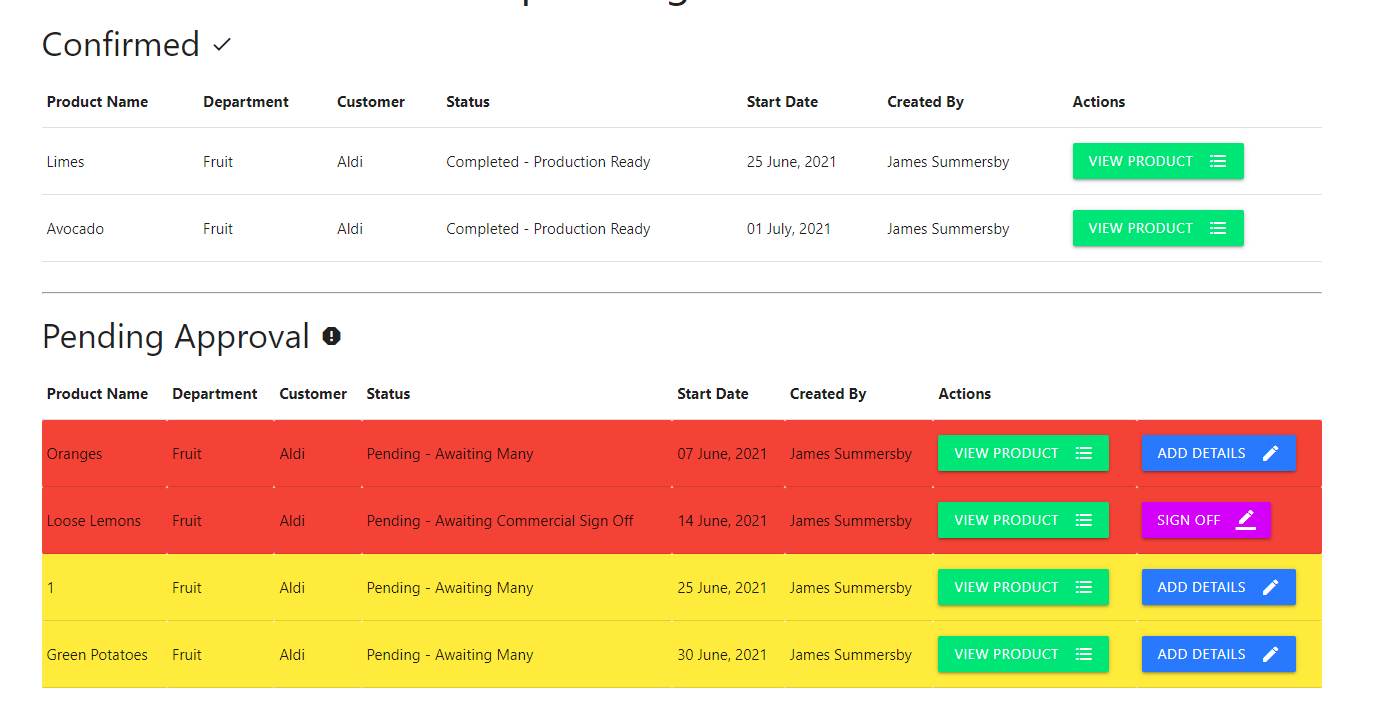 Confirmed
Product Name Department Customer Status Start Date Created By Actions
Limes Fruit Aldi Completed - Production Ready 25 June, 2021 James Summersby VIEW PRODUCT
Avocado Fruit Aldi Completed - Production Ready 01 July, 2021 James Summersby VIEW PRODUCT
Pending Approval
Product Name Department Customer Status Start Date Created By Actions
Oranges Fruit Aldi Pending - Awaiting Many 07 June, 2021 James Summersby VIEW PRODUCT ADD DETAILS
Loose Lemons Fruit Aldi Pending - Awaiting Commercial Sign Off 14 June, 2021 James Summersby VIEW PRODUCT SIGN OFF
1 Fruit Aldi Pending - Awaiting Many 25 June, 2021 James Summersby VIEW PRODUCT ADD DETAILS
Green Potatoes Fruit Aldi Pending - Awaiting Many 30 June, 2021 James Summersby VIEW PRODUCT ADD DETAILS